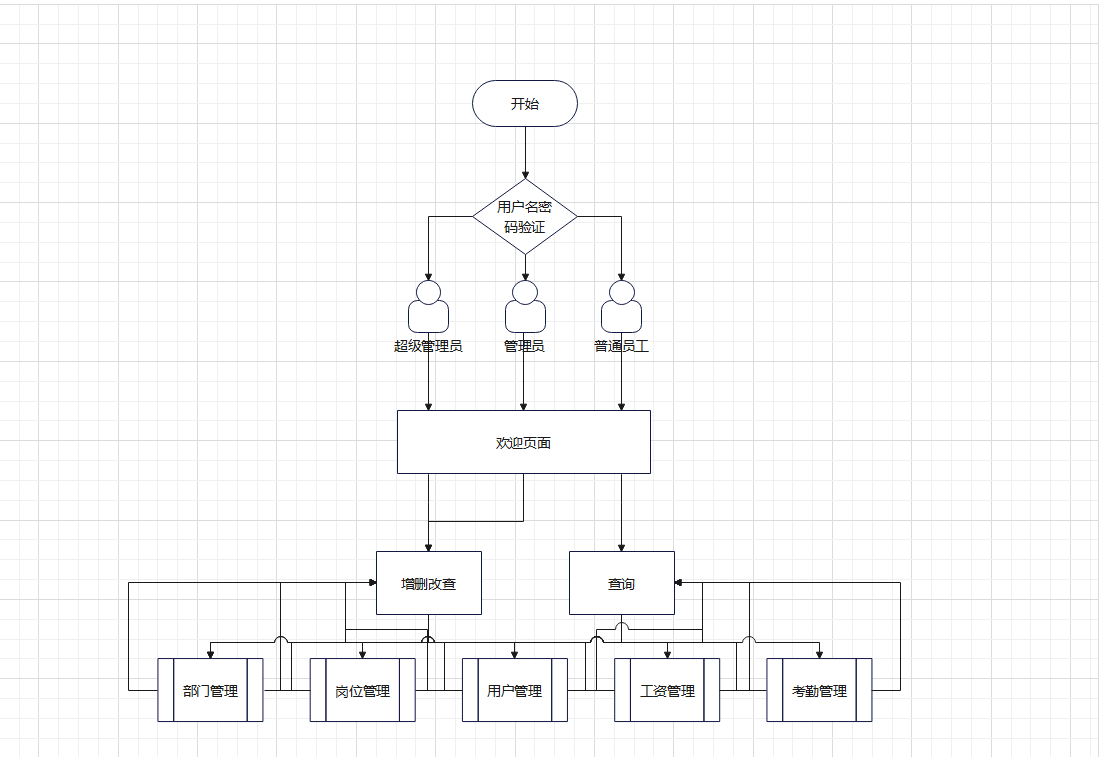 开始
用户名密
码验证
超级管理员
管理员
普通员工
欢迎页面
增删改查
查询
部门管理
岗位管理
用户管理
工资管理
考勤管理